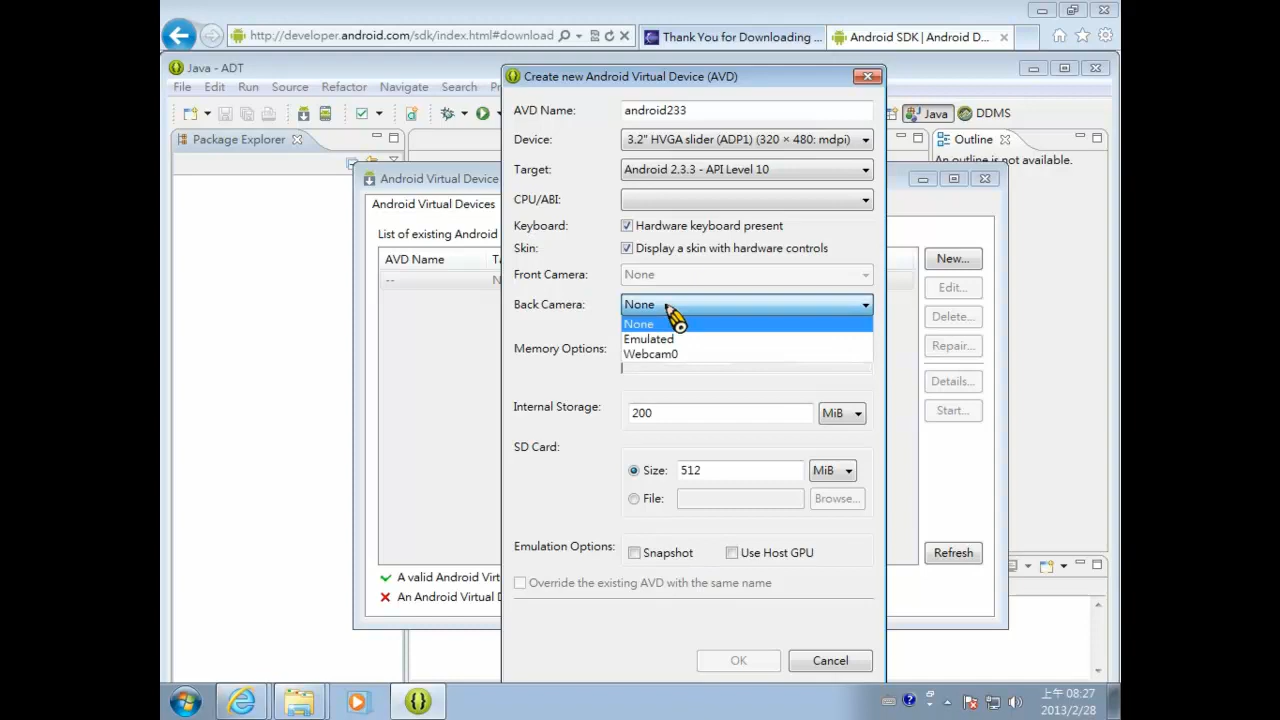 http://developer.android.com/sdk/index.html#download
Thank You for Downloading ...
Android SDK | Android D...
Java - ADT
File Edit Run Source Refactor Navigate Search
Java DDMS
Package Explorer
Outline
An outline is not available.
Android Virtual Device
Android Virtual Devices
List of existing Android
AVD Name
--
New...
Edit...
Delete...
Repair...
Details...
Start...
Refresh
A valid Android Virt
An Android Virtual D
Create new Android Virtual Device (AVD)
AVD Name: android233
Device: 3.2" HVGA slider (ADP1) (320 × 480: mdpi)
Target: Android 2.3.3 - API Level 10
CPU/ABI:
Keyboard: Hardware keyboard present
Skin: Display a skin with hardware controls
Front Camera: None
Back Camera: None
None
Emulated
Webcam0
Memory Options:
Internal Storage: 200 MiB
SD Card:
Size: 512 MiB
File: Browse...
Emulation Options: Snapshot Use Host GPU
Override the existing AVD with the same name
OK Cancel
上午 08:27
2013/2/28